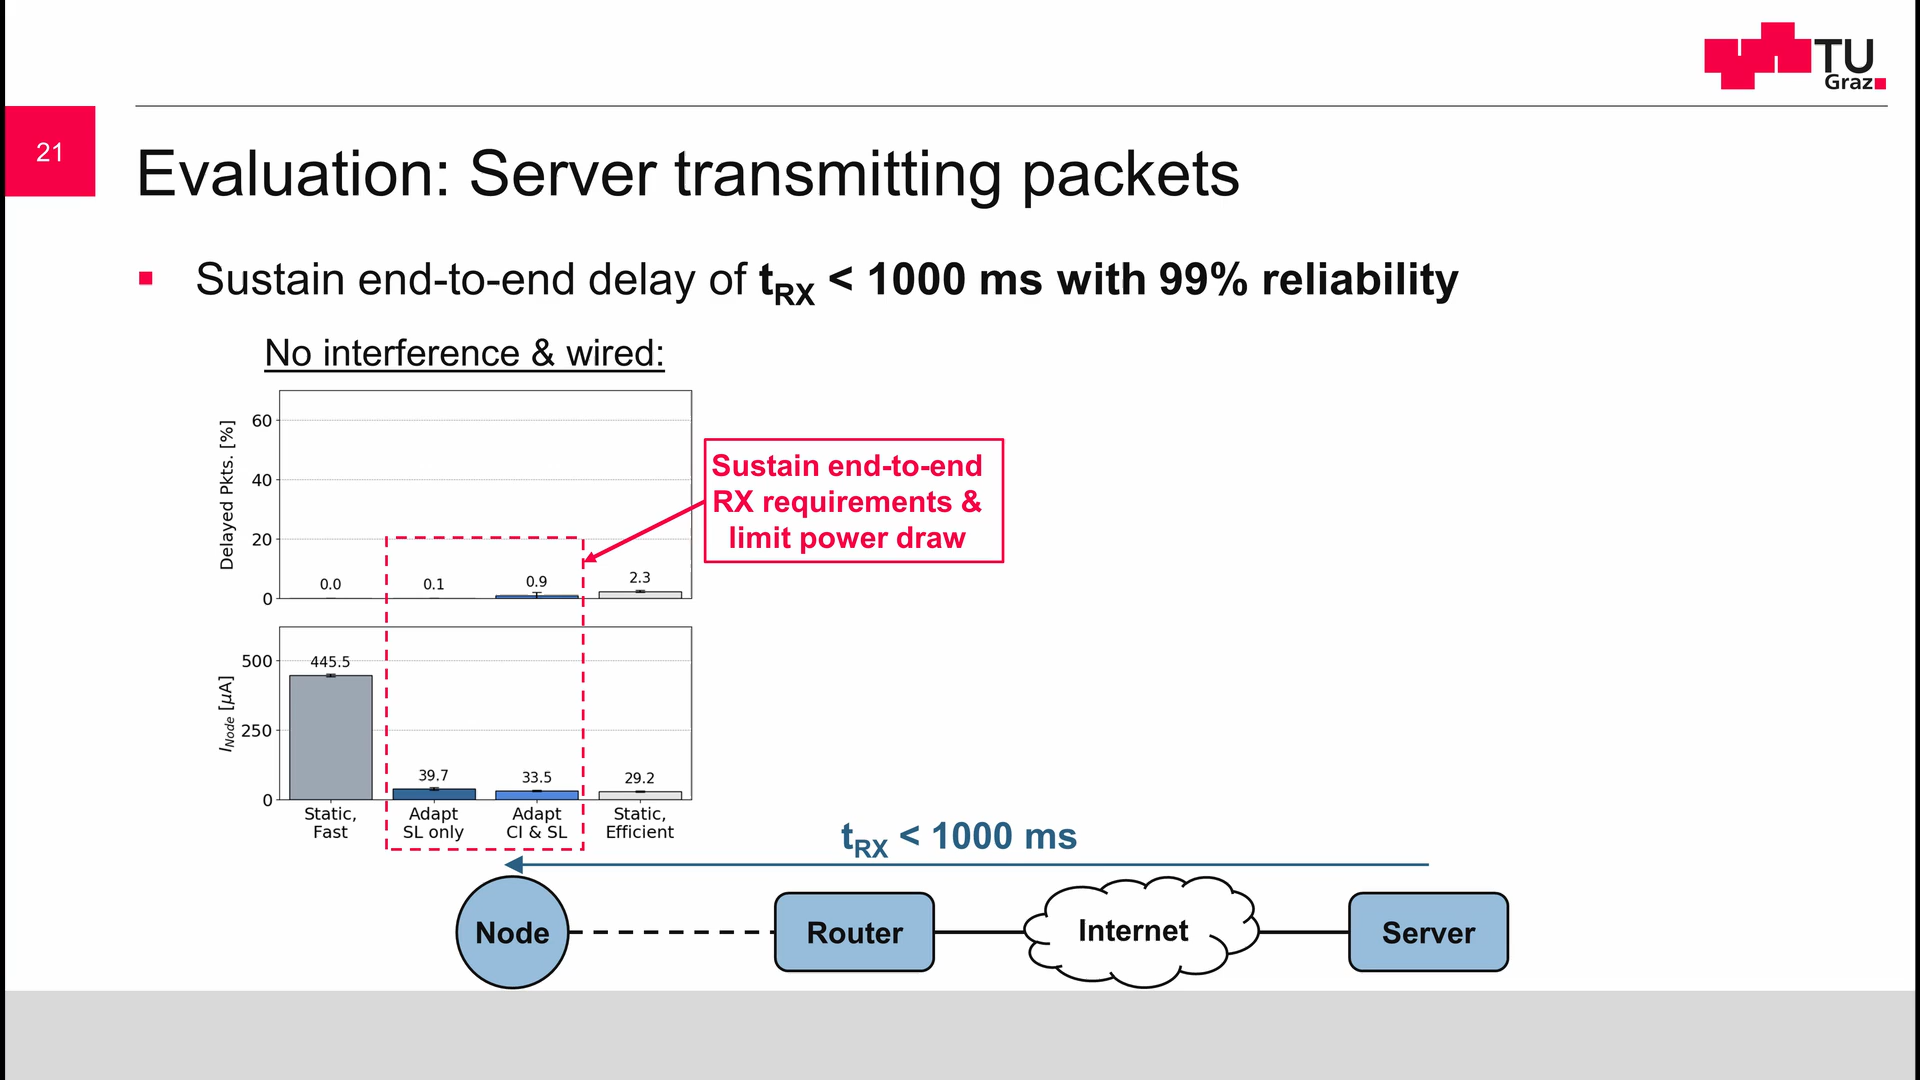 TU
Graz
21
Evaluation: Server transmitting packets
Sustain end-to-end delay of tRX < 1000 ms with 99% reliability
No interference & wired:
Delayed Pkts. [%]
60
40
20
0
0.0
0.1
0.9
2.3
Sustain end-to-end
RX requirements &
limit power draw
INode [μA]
500
250
0
445.5
39.7
33.5
29.2
Static,
Fast
Adapt
SL only
Adapt
CI & SL
Static,
Efficient
tRX < 1000 ms
Node
Router
Internet
Server